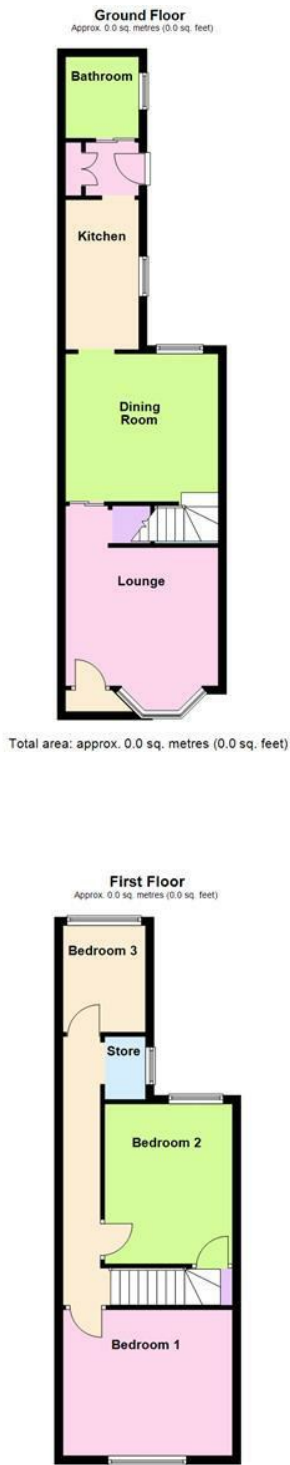 Ground Floor
Approx. 0.0 sq. metres (0.0 sq. feet)
Bathroom
Kitchen
Dining
Room
Lounge
Total area: approx. 0.0 sq. metres (0.0 sq. feet)
First Floor
Approx. 0.0 sq. metres (0.0 sq. feet)
Bedroom 3
Store
Bedroom 2
Bedroom 1